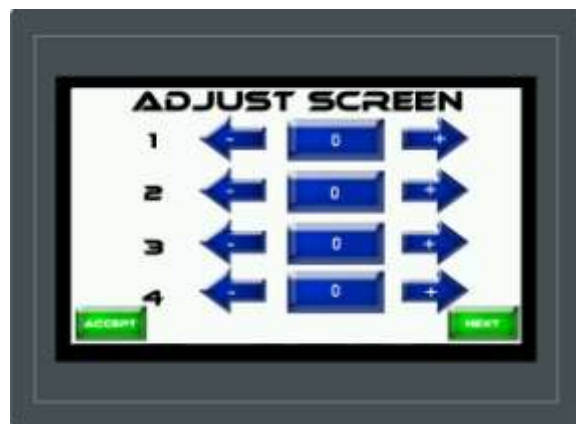 ADJUST SCREEN
1 - 0 +
2 - 0 +
3 - 0 +
4 - 0 +
ACCEPT NEXT